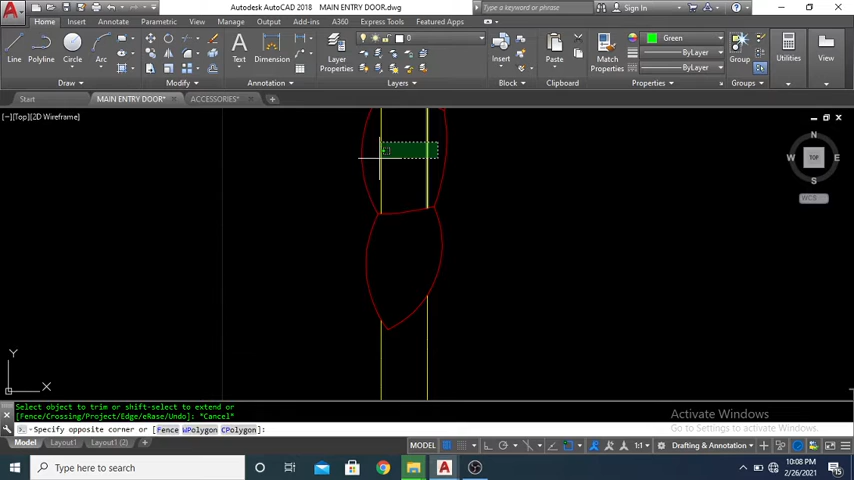 Autodesk AutoCAD 2018 MAIN ENTRY DOOR.dwg
Type a keyword or phrase
Sign In
Home Insert Annotate Parametric View Manage Output Add-ins A360 Express Tools Featured Apps
Line Polyline Circle Arc
Text Dimension
Layer Properties
0
Insert
Paste
Match Properties
Green
ByLayer
ByLayer
Group
Utilities
View
Draw Modify Annotation Layers Block Clipboard Properties Groups
Start MAIN ENTRY DOOR* ACCESSORIES*
[−][Top][2D Wireframe]
N
W TOP E
S
WCS
Y
X
Select object to trim or shift-select to extend or
[Fence/Crossing/Project/Edge/eRase/Undo]: *Cancel*
Specify opposite corner or [Fence WPolygon CPolygon]:
Activate Windows
Go to Settings to activate Windows.
Model Layout1 Layout1 (2)
MODEL
1:1
Drafting & Annotation
Type here to search
10:08 PM
2/26/2021
15